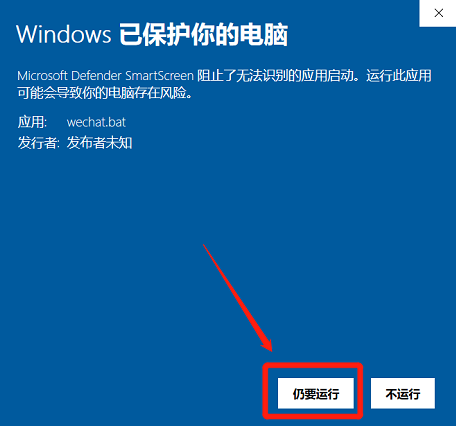 Windows 已保护你的电脑
Microsoft Defender SmartScreen 阻止了无法识别的应用启动。运行此应用
可能会导致你的电脑存在风险。
应用: wechat.bat
发行者: 发布者未知
仍要运行 不运行